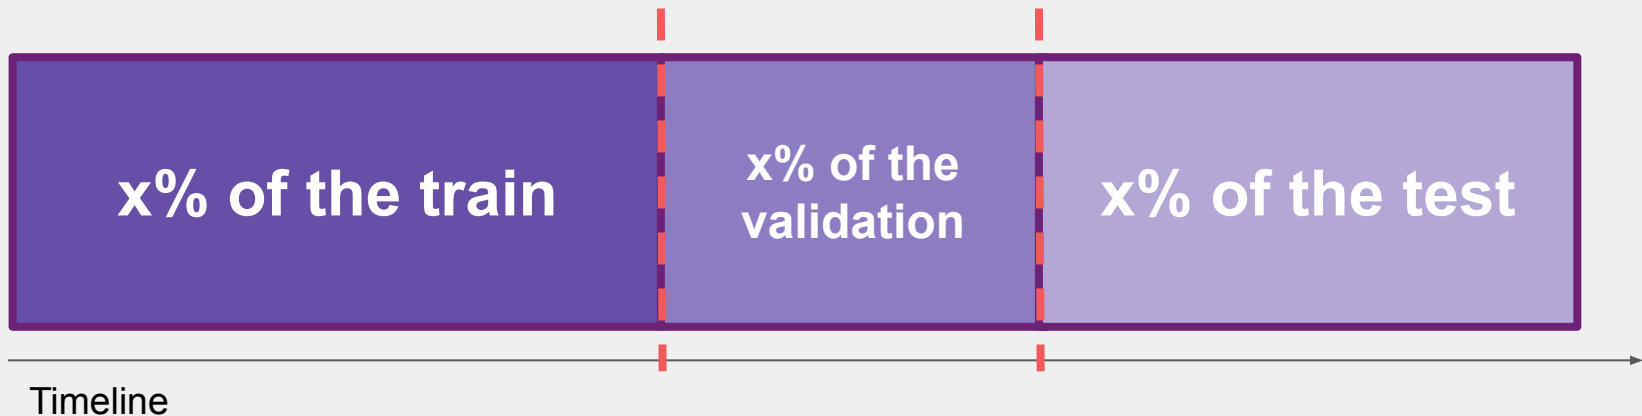 x% of the train
x% of the
validation
x% of the test
Timeline